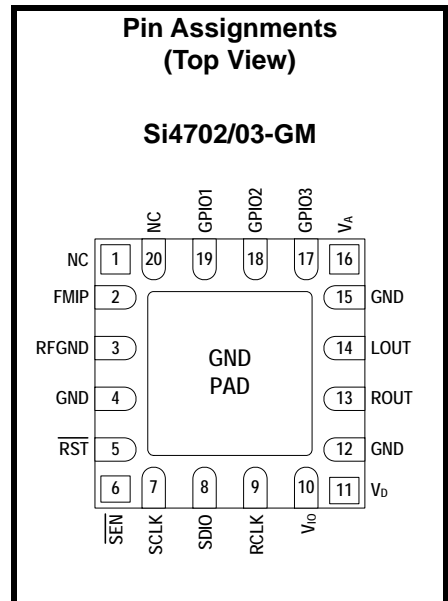 Pin Assignments
(Top View)
Si4702/03-GM
NC
GPIO1
GPIO2
GPIO3
VA
NC 1 20 19 18 17 16
FMIP 2 15 GND
RFGND 3 14 LOUT
GND
PAD
GND 4 13 ROUT
RST 5 12 GND
6 7 8 9 10 11 VD
SEN
SCLK
SDIO
RCLK
VIO